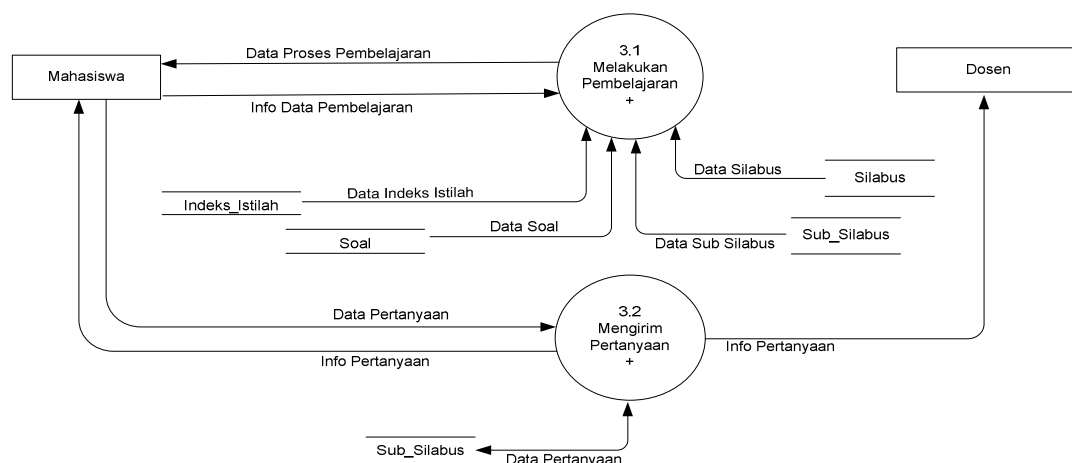 Data Proses Pembelajaran
Mahasiswa
Info Data Pembelajaran
3.1
Melakukan
Pembelajaran
+
Dosen
Data Silabus
Silabus
Data Indeks Istilah
Indeks_Istilah
Data Soal
Soal
Data Sub Silabus
Sub_Silabus
Data Pertanyaan
Info Pertanyaan
3.2
Mengirim
Pertanyaan
+
Info Pertanyaan
Sub_Silabus
Data Pertanyaan